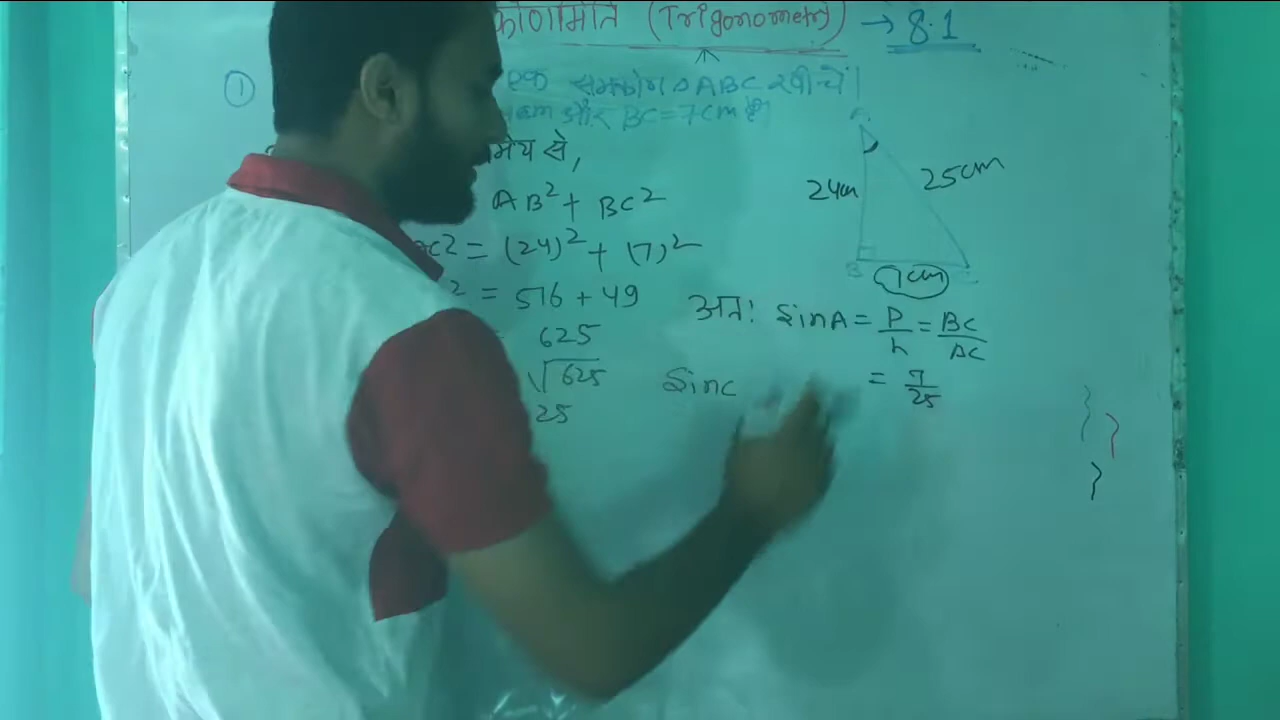 (Trigonometry) → 8.1
① एक समकोण △ABC खींचें।
और BC = 7cm है
मेय से,
AB² + BC²
AC² = (24)² + (7)²
² = 576 + 49
= 625
√625
25
24cm
25cm
7cm
B
अतः sinA = P/h = BC/AC
= 7/25
sinc